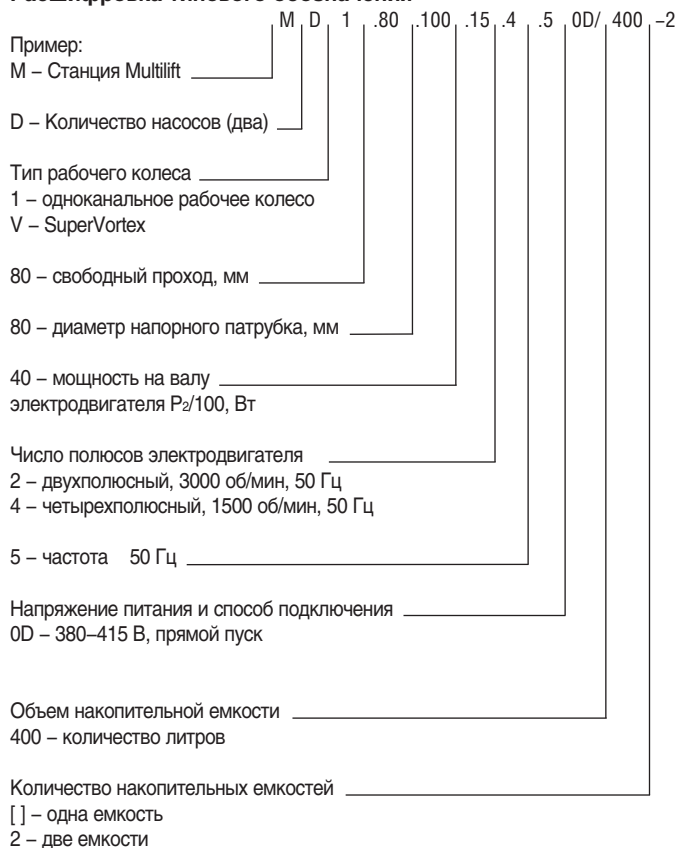 M D 1 .80 .100 .15 .4 .5 0D/ 400 –2
Пример:
M – Станция Multilift
D – Количество насосов (два)
Тип рабочего колеса
1 – одноканальное рабочее колесо
V – SuperVortex
80 – свободный проход, мм
80 – диаметр напорного патрубка, мм
40 – мощность на валу
электродвигателя P2/100, Вт
Число полюсов электродвигателя
2 – двухполюсный, 3000 об/мин, 50 Гц
4 – четырехполюсный, 1500 об/мин, 50 Гц
5 – частота 50 Гц
Напряжение питания и способ подключения
0D – 380–415 В, прямой пуск
Объем накопительной емкости
400 – количество литров
Количество накопительных емкостей
[ ] – одна емкость
2 – две емкости